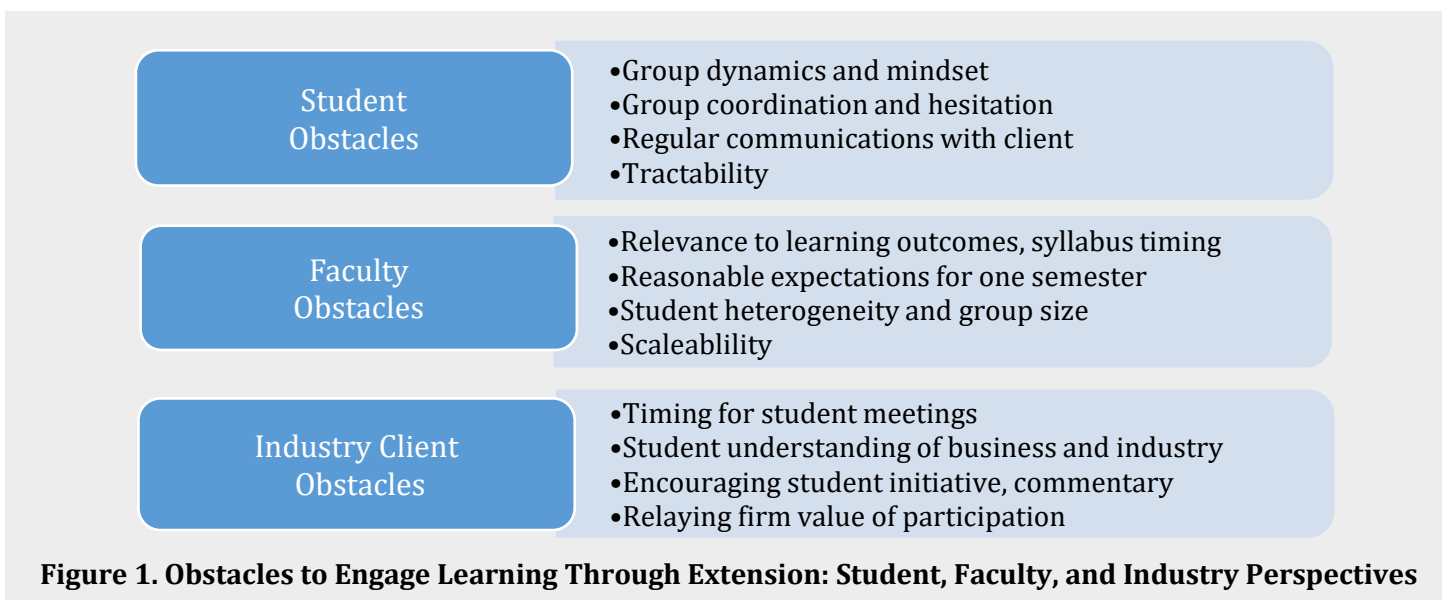 Student
Obstacles
•Group dynamics and mindset
•Group coordination and hesitation
•Regular communications with client
•Tractability
Faculty
Obstacles
•Relevance to learning outcomes, syllabus timing
•Reasonable expectations for one semester
•Student heterogeneity and group size
•Scaleablility
Industry Client
Obstacles
•Timing for student meetings
•Student understanding of business and industry
•Encouraging student initiative, commentary
•Relaying firm value of participation
Figure 1. Obstacles to Engage Learning Through Extension: Student, Faculty, and Industry Perspectives